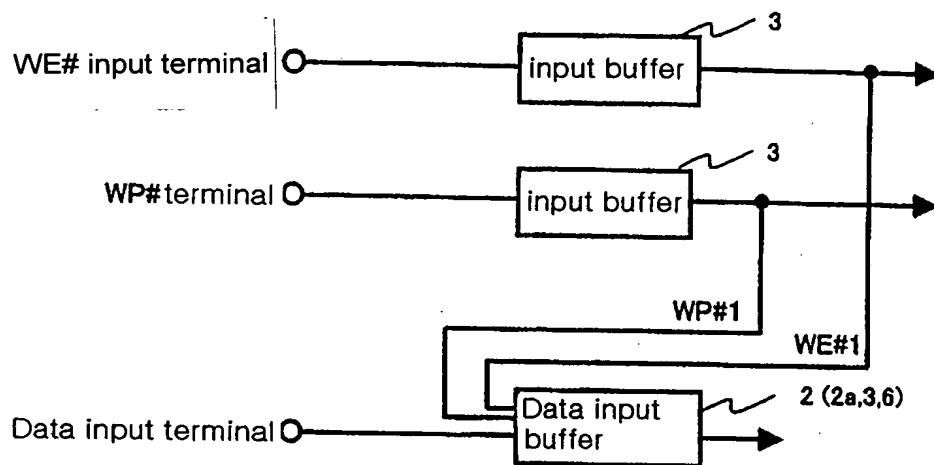 3
WE# input terminal
input buffer
3
WP# terminal
input buffer
WP#1
WE#1
2 (2a,3,6)
Data input
buffer
Data input terminal